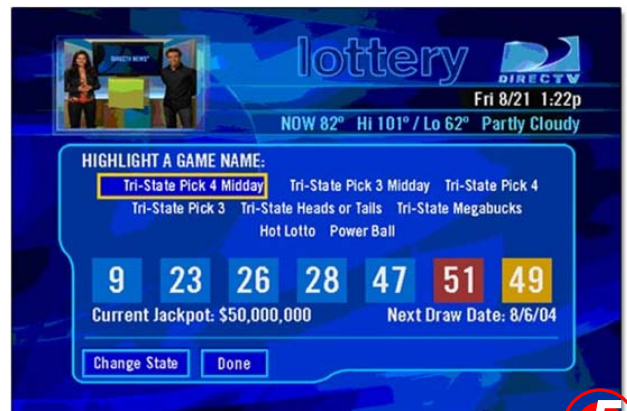 DIRECTV NEWS
lottery
DIRECTV
Fri 8/21 1:22p
NOW 82° Hi 101° / Lo 62° Partly Cloudy
HIGHLIGHT A GAME NAME:
Tri-State Pick 4 Midday Tri-State Pick 3 Midday Tri-State Pick 4
Tri-State Pick 3 Tri-State Heads or Tails Tri-State Megabucks
Hot Lotto Power Ball
9 23 26 28 47 51 49
Current Jackpot: $50,000,000 Next Draw Date: 8/6/04
Change State Done